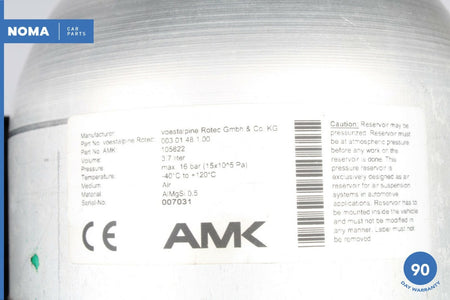 NOMA
CAR
PARTS
Manufacturer: voestalpine Rotec Gmbh & Co. KG
Part No. voestalpine Rotec: 003.01.48.1.00
Part No. AMK: 105822
Volume: 3.7 liter
Pressure: max. 16 bar (15x10^5 Pa)
Temperature: -40°C to +120°C
Medium: Air
Material: AlMgSi 0.5
Serial-No. 007031
CE AMK
Caution: Reservoir may be
pressurized. Reservoir must
be at atmospheric pressure
before any work on the
reservoir is done. This
pressure reservoir is
exclusively designed as air
reservoir for air suspension
systems in automotive
applications. Reservoir has to
be mounted inside the vehicle
and must not be modified in
any manner. Label must not
be removed
90
DAY WARRANTY